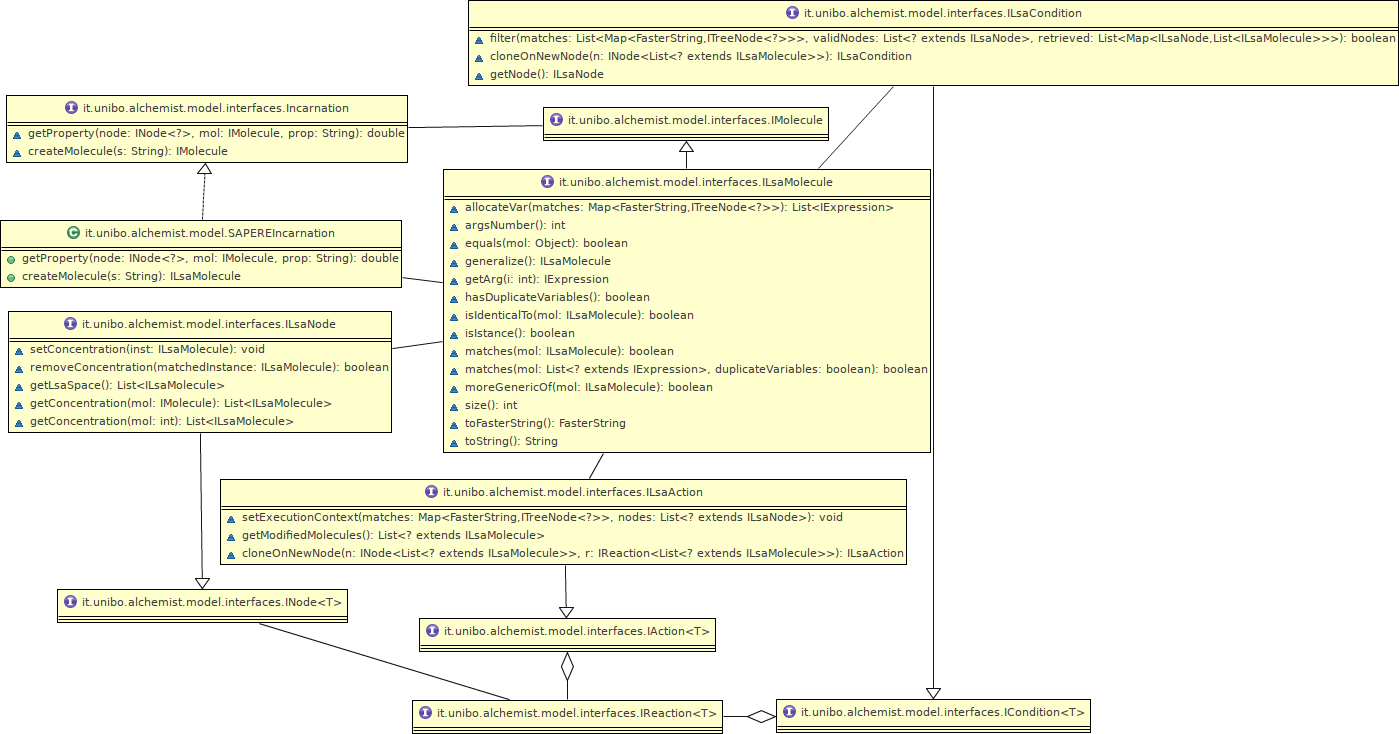 it.unibo.alchemist.model.interfaces.ILsaCondition
filter(matches: List<Map<FasterString,ITreeNode<?>>>, validNodes: List<? extends ILsaNode>, retrieved: List<Map<ILsaNode,List<ILsaMolecule>>>): boolean
cloneOnNewNode(n: INode<List<? extends ILsaMolecule>>): ILsaCondition
getNode(): ILsaNode
it.unibo.alchemist.model.interfaces.Incarnation
getProperty(node: INode<?>, mol: IMolecule, prop: String): double
createMolecule(s: String): IMolecule
it.unibo.alchemist.model.interfaces.IMolecule
it.unibo.alchemist.model.interfaces.ILsaMolecule
allocateVar(matches: Map<FasterString,ITreeNode<?>>): List<IExpression>
argsNumber(): int
equals(mol: Object): boolean
generalize(): ILsaMolecule
getArg(i: int): IExpression
hasDuplicateVariables(): boolean
isIdenticalTo(mol: ILsaMolecule): boolean
isIstance(): boolean
matches(mol: ILsaMolecule): boolean
matches(mol: List<? extends IExpression>, duplicateVariables: boolean): boolean
moreGenericOf(mol: ILsaMolecule): boolean
size(): int
toFasterString(): FasterString
toString(): String
it.unibo.alchemist.model.SAPEREIncarnation
getProperty(node: INode<?>, mol: IMolecule, prop: String): double
createMolecule(s: String): ILsaMolecule
it.unibo.alchemist.model.interfaces.ILsaNode
setConcentration(inst: ILsaMolecule): void
removeConcentration(matchedInstance: ILsaMolecule): boolean
getLsaSpace(): List<ILsaMolecule>
getConcentration(mol: IMolecule): List<ILsaMolecule>
getConcentration(mol: int): List<ILsaMolecule>
it.unibo.alchemist.model.interfaces.ILsaAction
setExecutionContext(matches: Map<FasterString,ITreeNode<?>>, nodes: List<? extends ILsaNode>): void
getModifiedMolecules(): List<? extends ILsaMolecule>
cloneOnNewNode(n: INode<List<? extends ILsaMolecule>>, r: IReaction<List<? extends ILsaMolecule>>): ILsaAction
it.unibo.alchemist.model.interfaces.INode<T>
it.unibo.alchemist.model.interfaces.IAction<T>
it.unibo.alchemist.model.interfaces.IReaction<T>
it.unibo.alchemist.model.interfaces.ICondition<T>